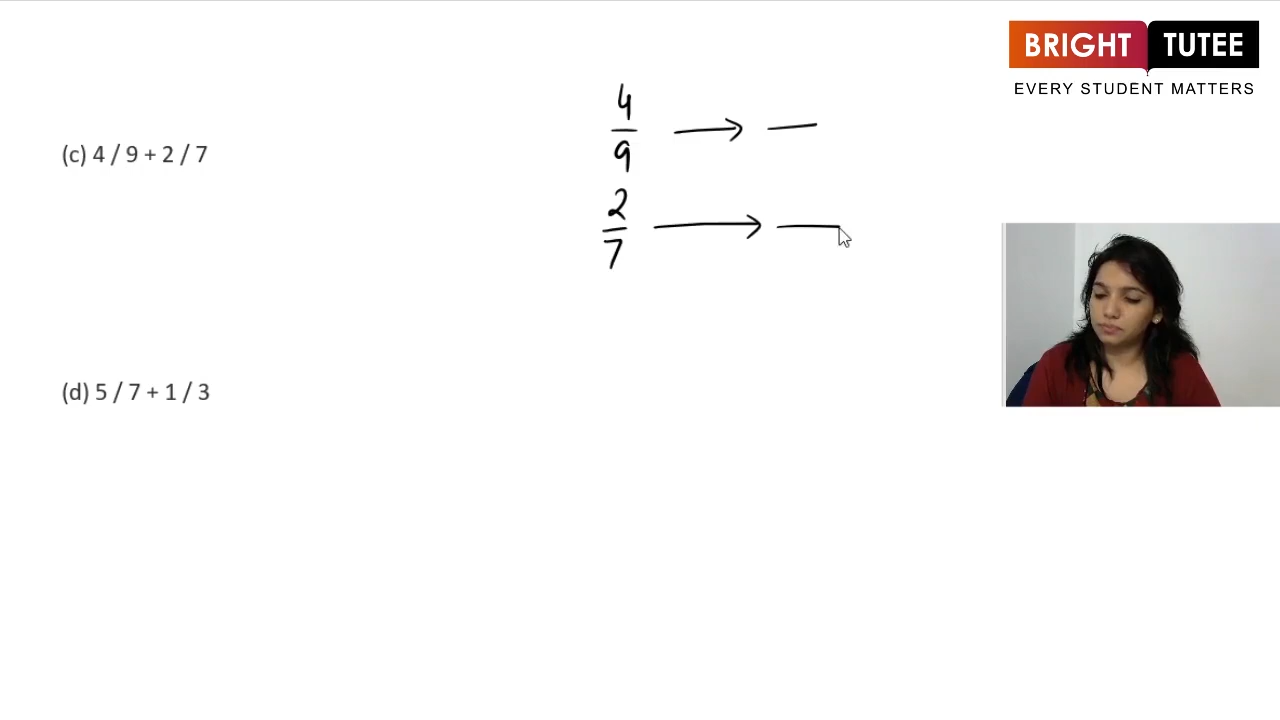 BRIGHT TUTEE
EVERY STUDENT MATTERS
(c) 4 / 9 + 2 / 7
4
9
2
7
(d) 5 / 7 + 1 / 3